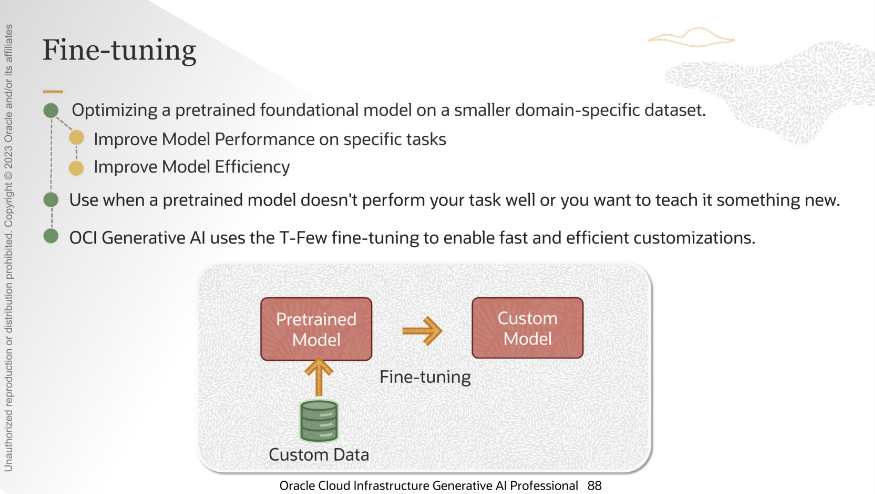 Fine-tuning
Optimizing a pretrained foundational model on a smaller domain-specific dataset.
Improve Model Performance on specific tasks
Improve Model Efficiency
Use when a pretrained model doesn't perform your task well or you want to teach it something new.
OCI Generative AI uses the T-Few fine-tuning to enable fast and efficient customizations.
Pretrained
Model
Custom
Model
Fine-tuning
Custom Data
Oracle Cloud Infrastructure Generative AI Professional 88
Unauthorized reproduction or distribution prohibited. Copyright © 2023 Oracle and/or its affiliates